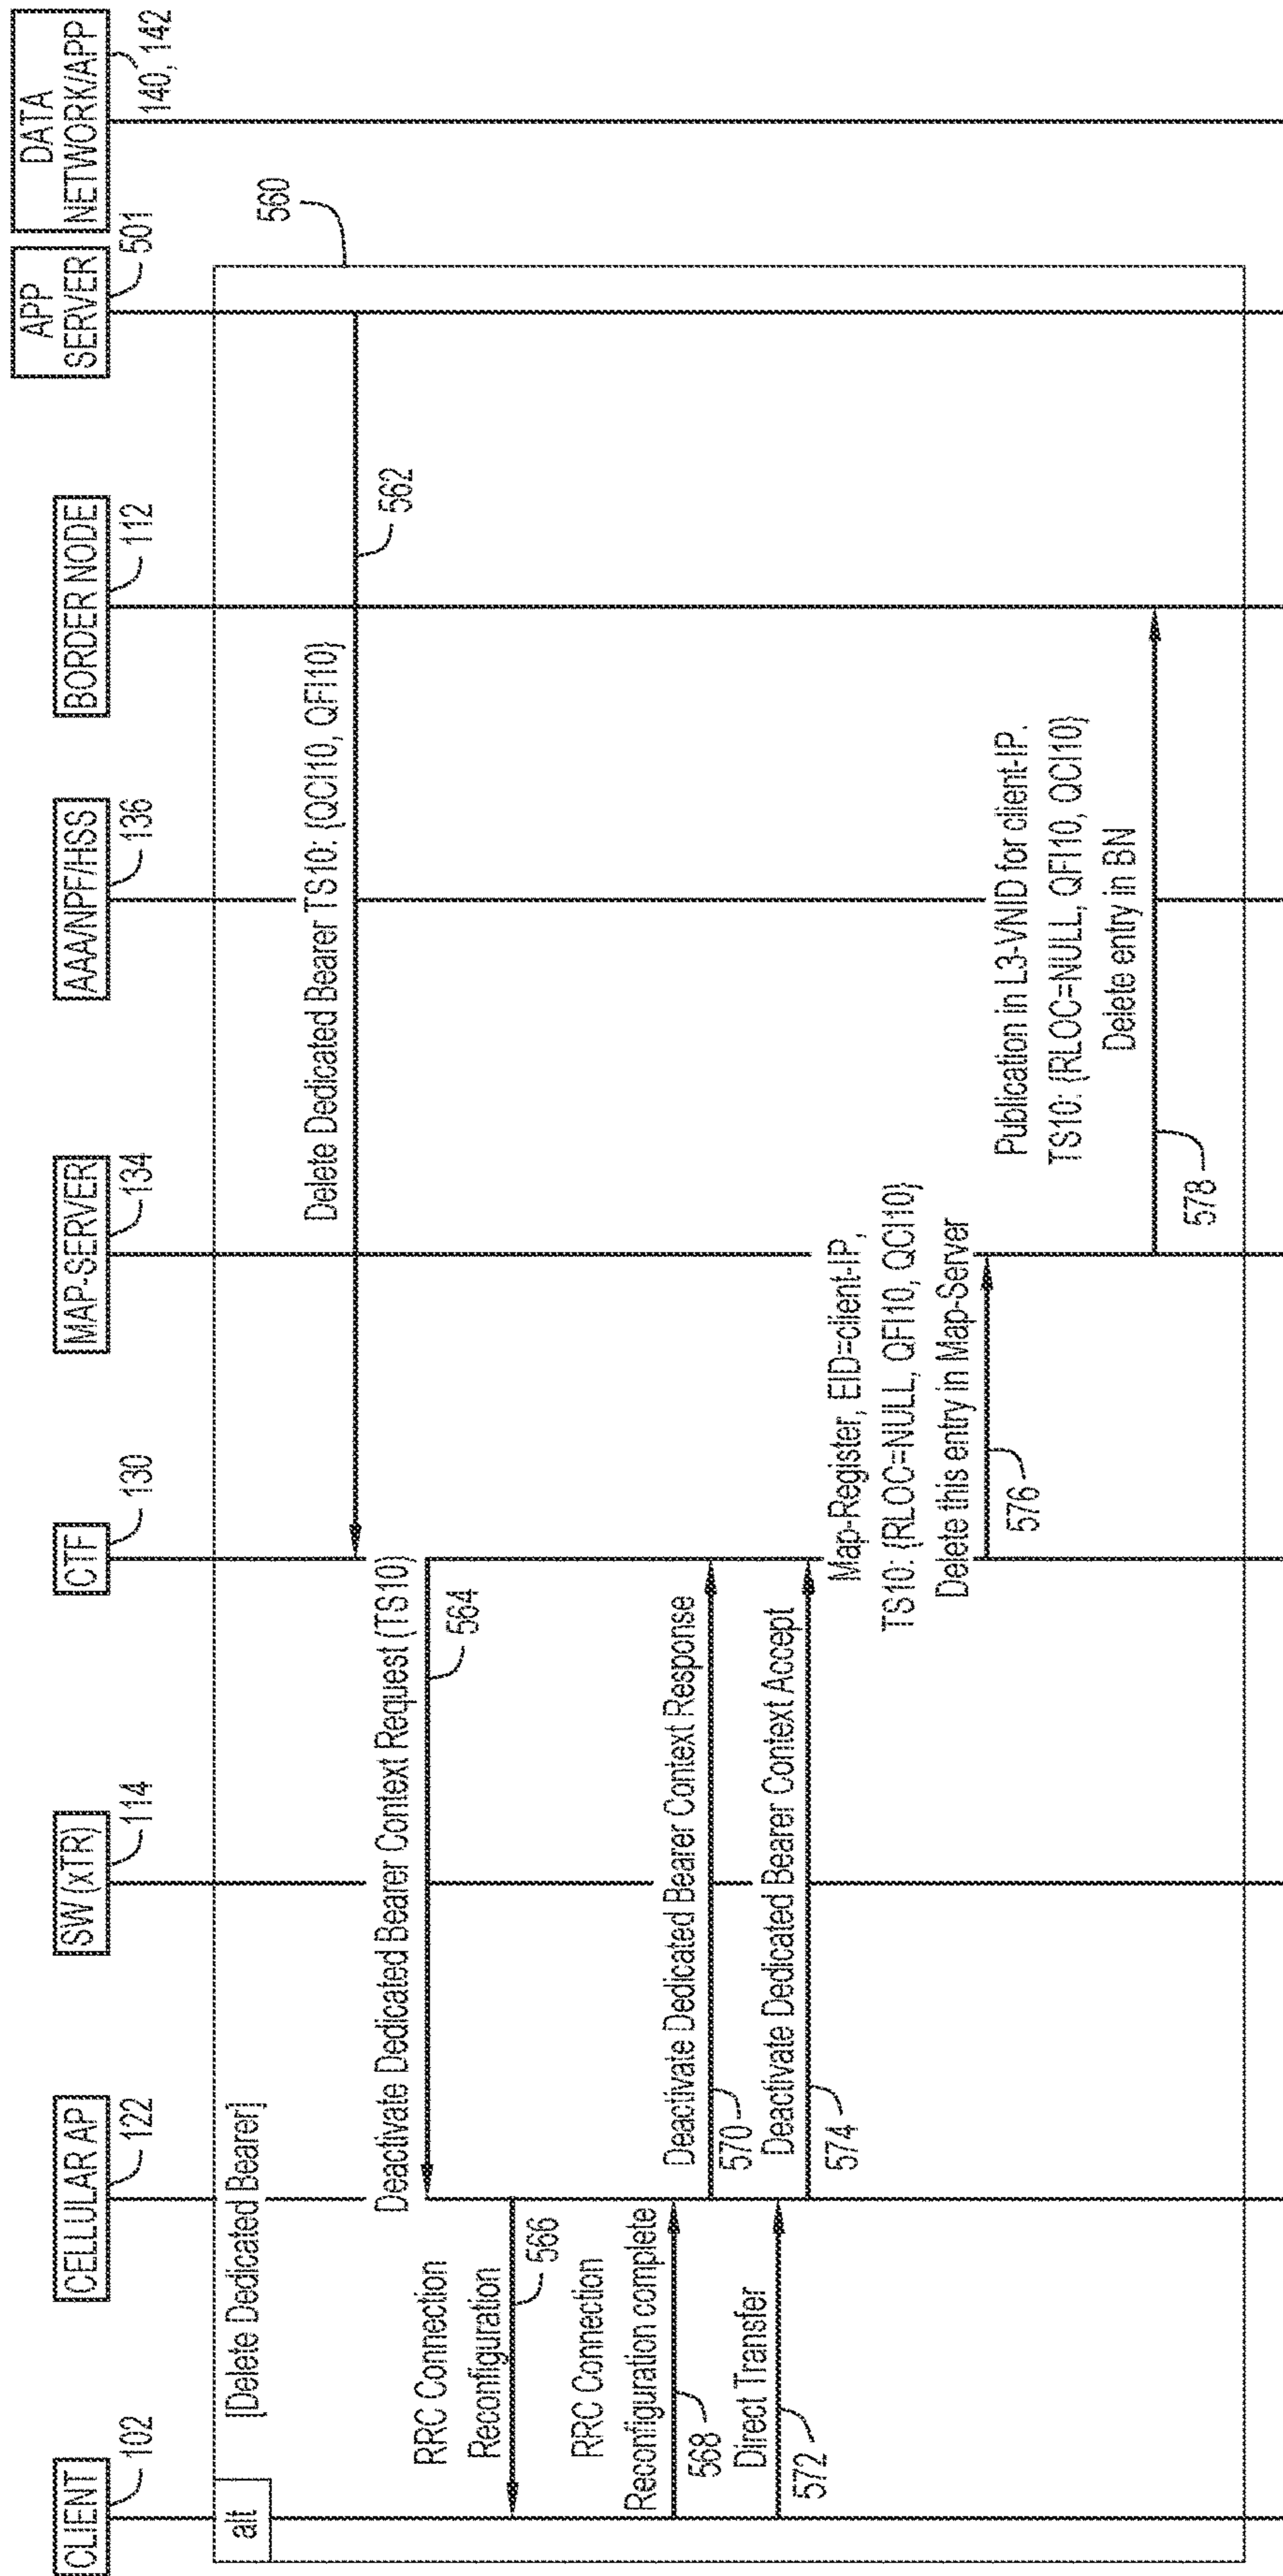 CLIENT
102
CELLULAR AP
122
SW (xTR)
114
CTF
130
MAP-SERVER
134
AAA/NPF/HSS
136
BORDER NODE
112
APP
SERVER
501
DATA
NETWORK/APP
140, 142
alt
[Delete Dedicated Bearer]
560
Delete Dedicated Bearer TS10: {QCI10, QFI10}
562
Deactivate Dedicated Bearer Context Request (TS10)
564
RRC Connection
Reconfiguration
566
RRC Connection
Reconfiguration complete
568
Deactivate Dedicated Bearer Context Response
570
Direct Transfer
572
Deactivate Dedicated Bearer Context Accept
574
Map-Register, EID=client-IP,
TS10: {RLOC=NULL, QFI10, QCI10}
Delete this entry in Map-Server
576
Publication in L3-VNID for client-IP.
TS10: {RLOC=NULL, QFI10, QCI10}
Delete entry in BN
578